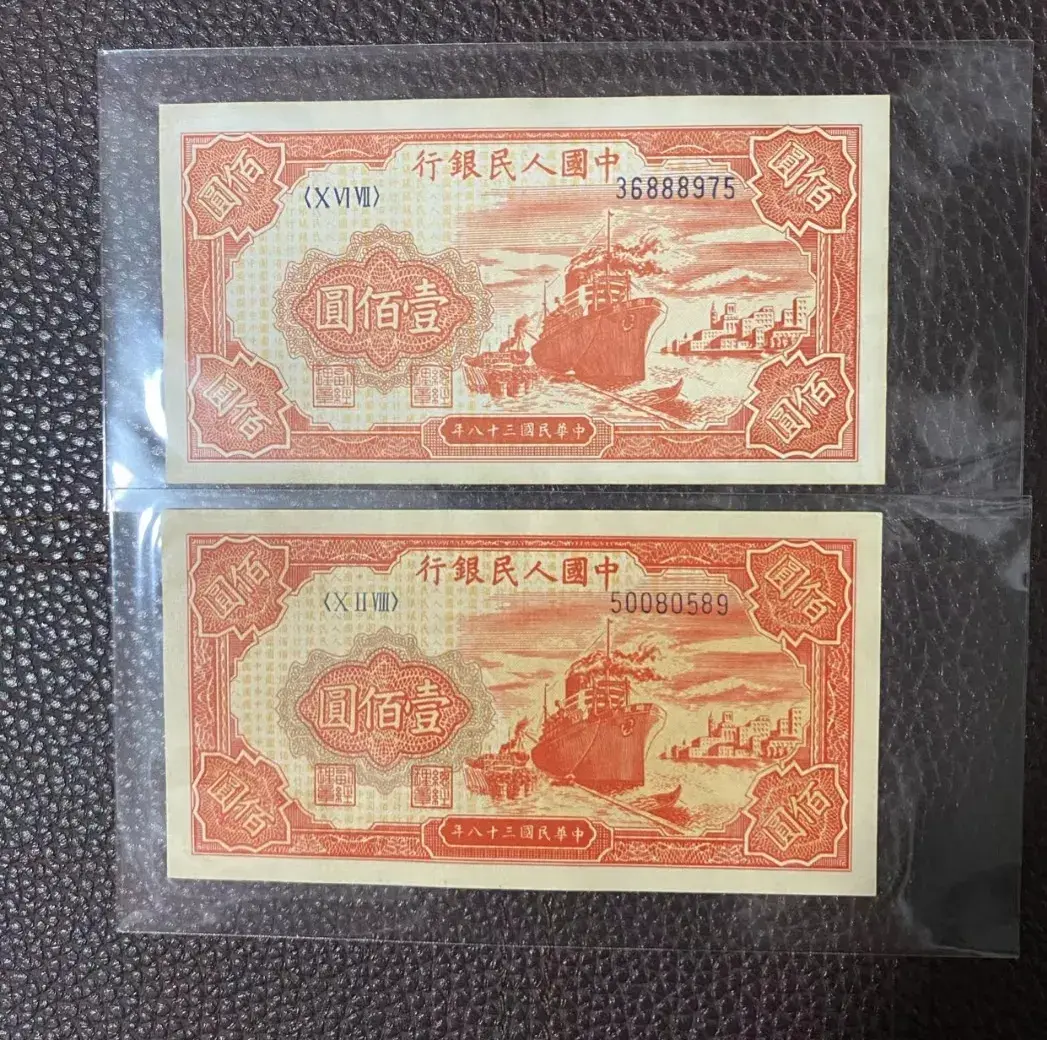 中國人民銀行
佰圓
佰圓
〈X VI VII〉
36888975
壹佰圓
佰圓
佰圓
中華民國三十八年
中國人民銀行
佰圓
佰圓
〈X II VIII〉
50080589
壹佰圓
佰圓
佰圓
中華民國三十八年